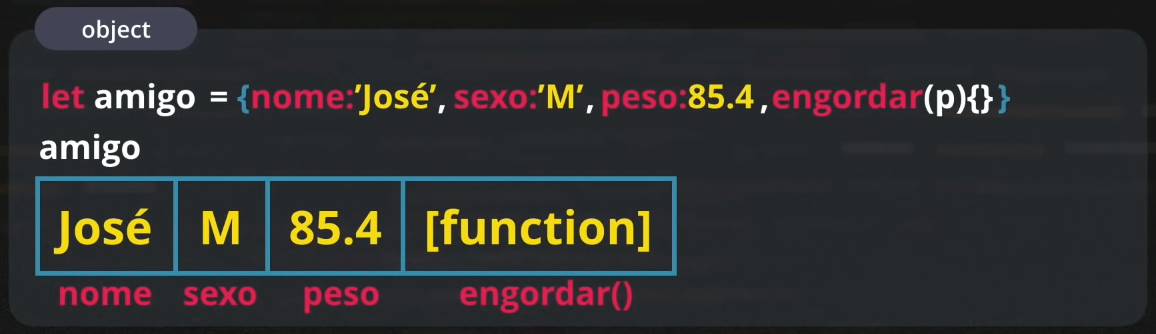 object
let amigo = {nome:’José’, sexo:’M’, peso:85.4 ,engordar(p){} }
amigo
José M 85.4 [function]
nome sexo peso engordar()